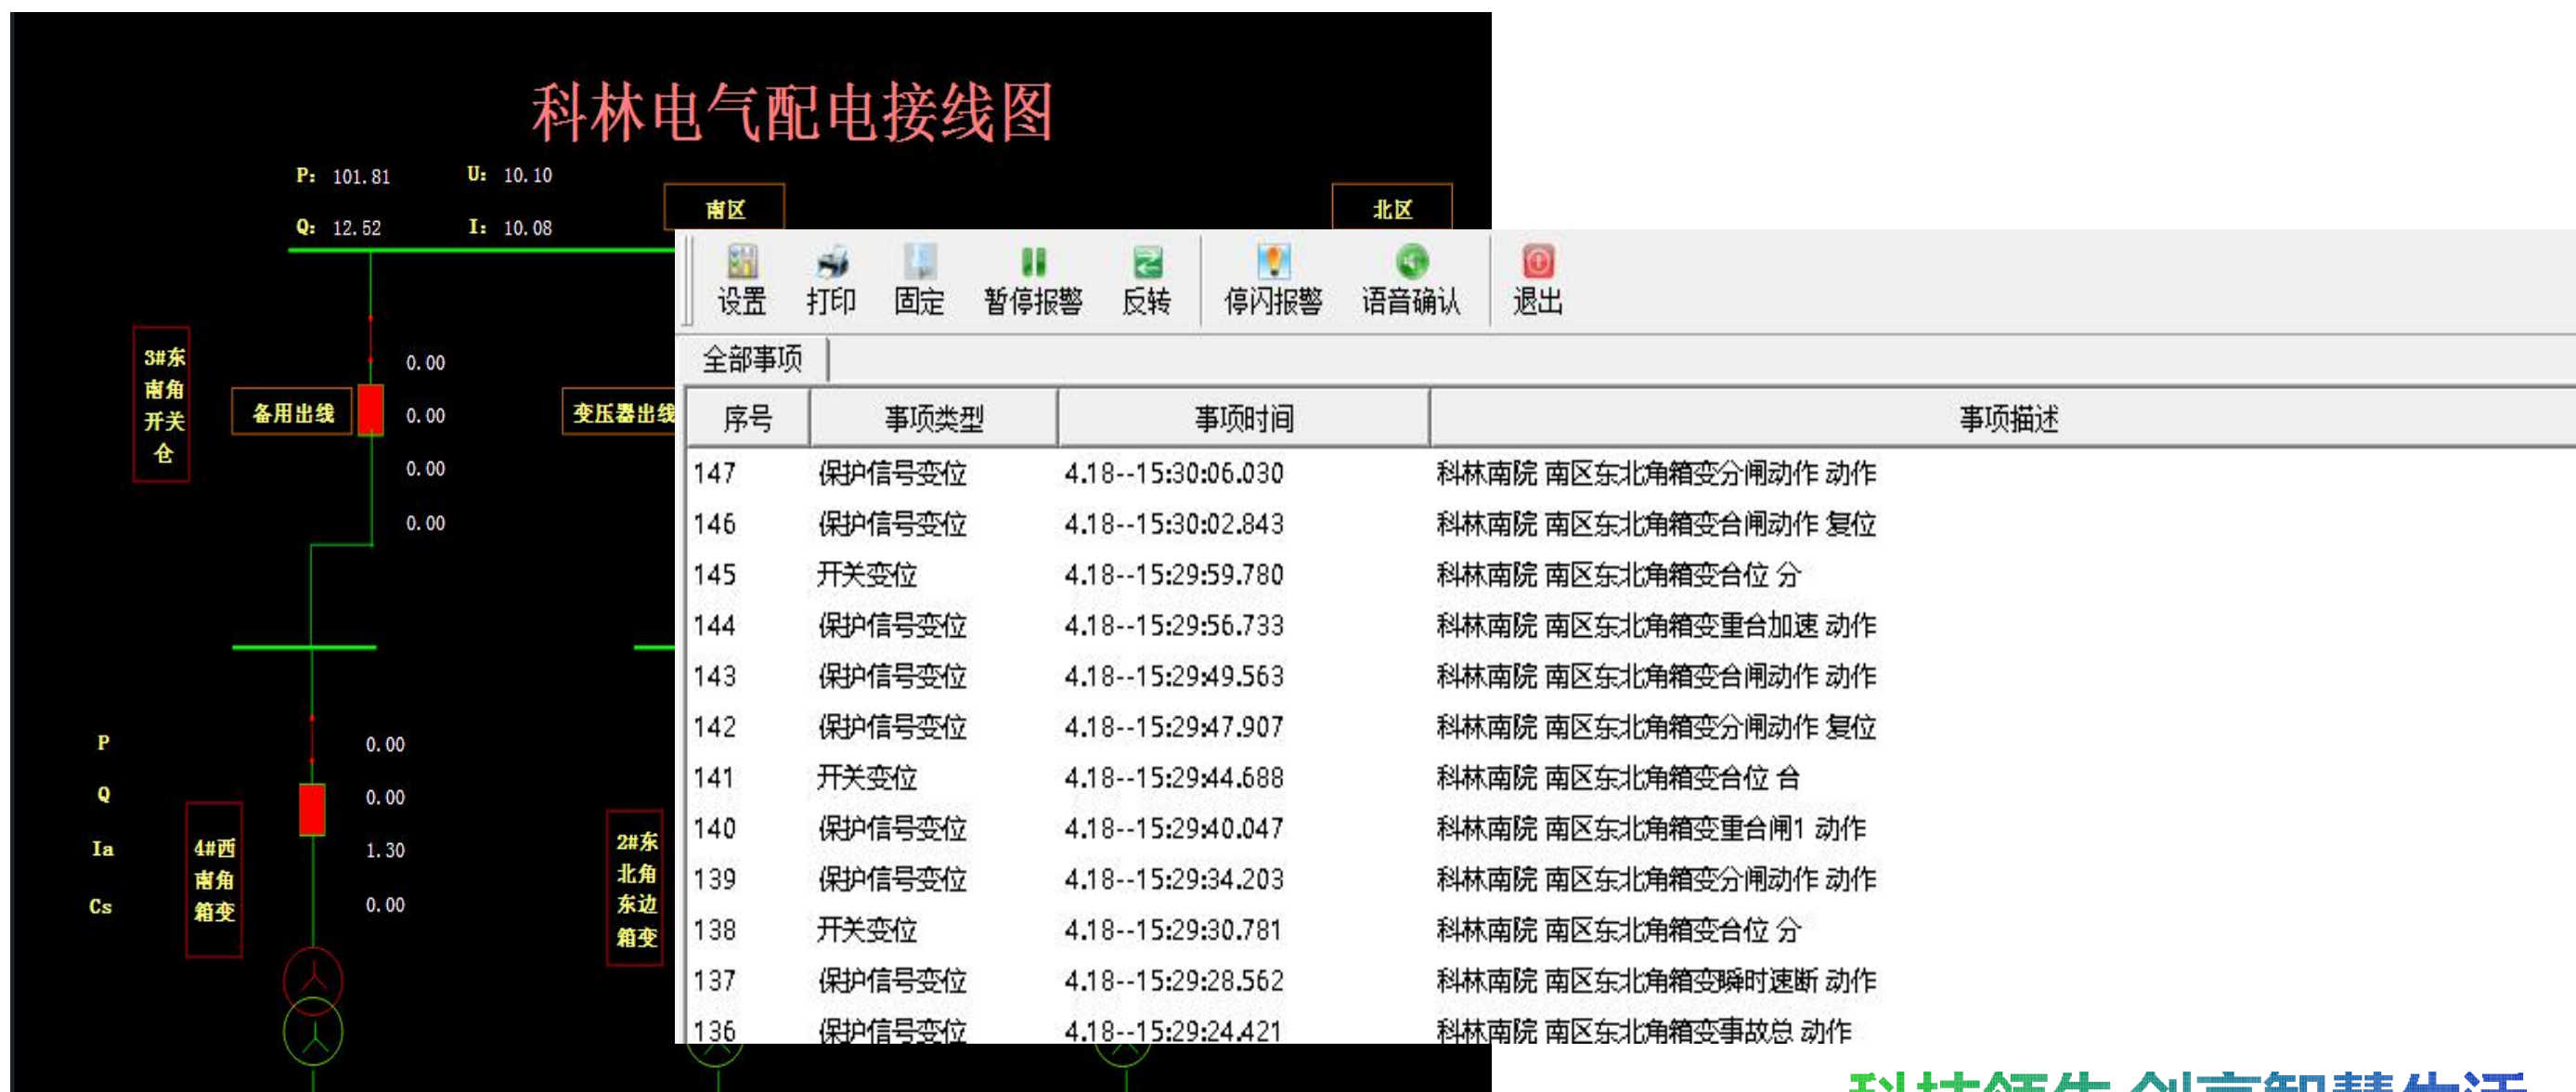 科林电气配电接线图
P: 101.81 U: 10.10
Q: 12.52 I: 10.08
南区
北区
3#东
南角
开关
仓
备用出线
0.00
0.00
0.00
0.00
变压器出线
P 0.00
Q 0.00
Ia 1.30
Cs 0.00
4#西
南角
箱变
2#东
北角
东边
箱变
设置 打印 固定 暂停报警 反转 停闪报警 语音确认 退出
全部事项
序号 事项类型 事项时间 事项描述
147 保护信号变位 4.18--15:30:06.030 科林南院 南区东北角箱变分闸动作 动作
146 保护信号变位 4.18--15:30:02.843 科林南院 南区东北角箱变合闸动作 复位
145 开关变位 4.18--15:29:59.780 科林南院 南区东北角箱变合位 分
144 保护信号变位 4.18--15:29:56.733 科林南院 南区东北角箱变重合加速 动作
143 保护信号变位 4.18--15:29:49.563 科林南院 南区东北角箱变合闸动作 动作
142 保护信号变位 4.18--15:29:47.907 科林南院 南区东北角箱变分闸动作 复位
141 开关变位 4.18--15:29:44.688 科林南院 南区东北角箱变合位 合
140 保护信号变位 4.18--15:29:40.047 科林南院 南区东北角箱变重合闸1 动作
139 保护信号变位 4.18--15:29:34.203 科林南院 南区东北角箱变分闸动作 动作
138 开关变位 4.18--15:29:30.781 科林南院 南区东北角箱变合位 分
137 保护信号变位 4.18--15:29:28.562 科林南院 南区东北角箱变瞬时速断 动作
136 保护信号变位 4.18--15:29:24.421 科林南院 南区东北角箱变事故总 动作